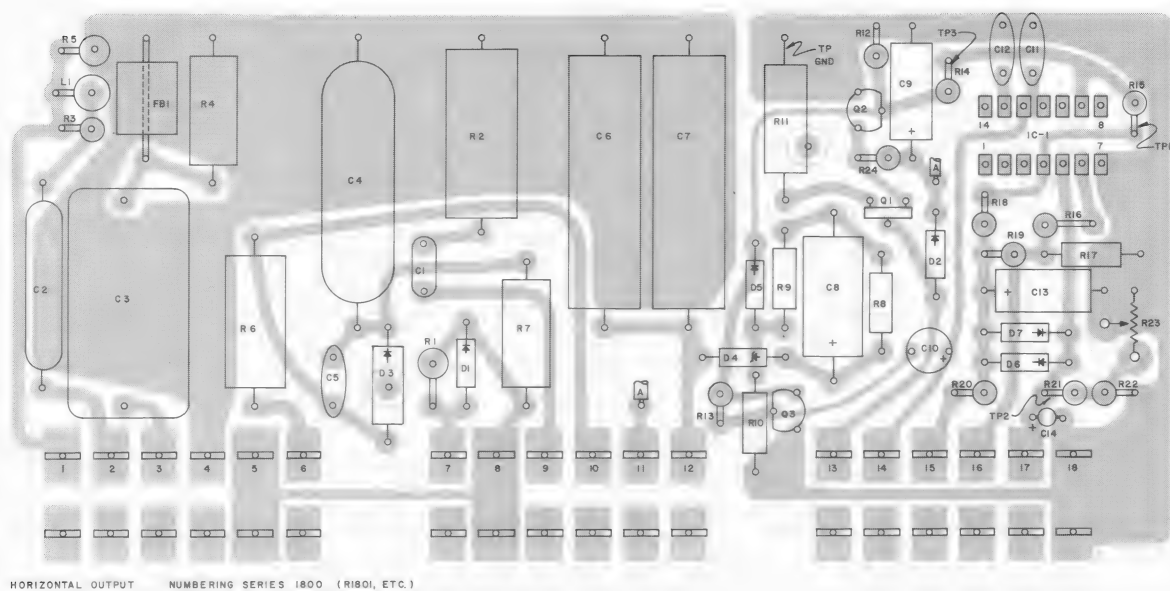 R5
L1
R3
FB1
R4
C4
R2
C6
C7
TP
GND
R11
R12
C9
TP3
R14
C12
C11
R15
Q2
14
8
IC-1
1
7
TP1
R24
A
C2
C3
R6
C1
R7
Q1
R18
R16
R19
R17
D5
R9
C8
R8
D2
C13
C5
D3
R1
D1
D4
C10
D7
D6
R23
A
R13
R10
Q3
R20
R21
R22
TP2
C14
1 2 3 4 5 6 7 8 9 10 11 12 13 14 15 16 17 18
HORIZONTAL OUTPUT NUMBERING SERIES 1800 (R1801, ETC.)